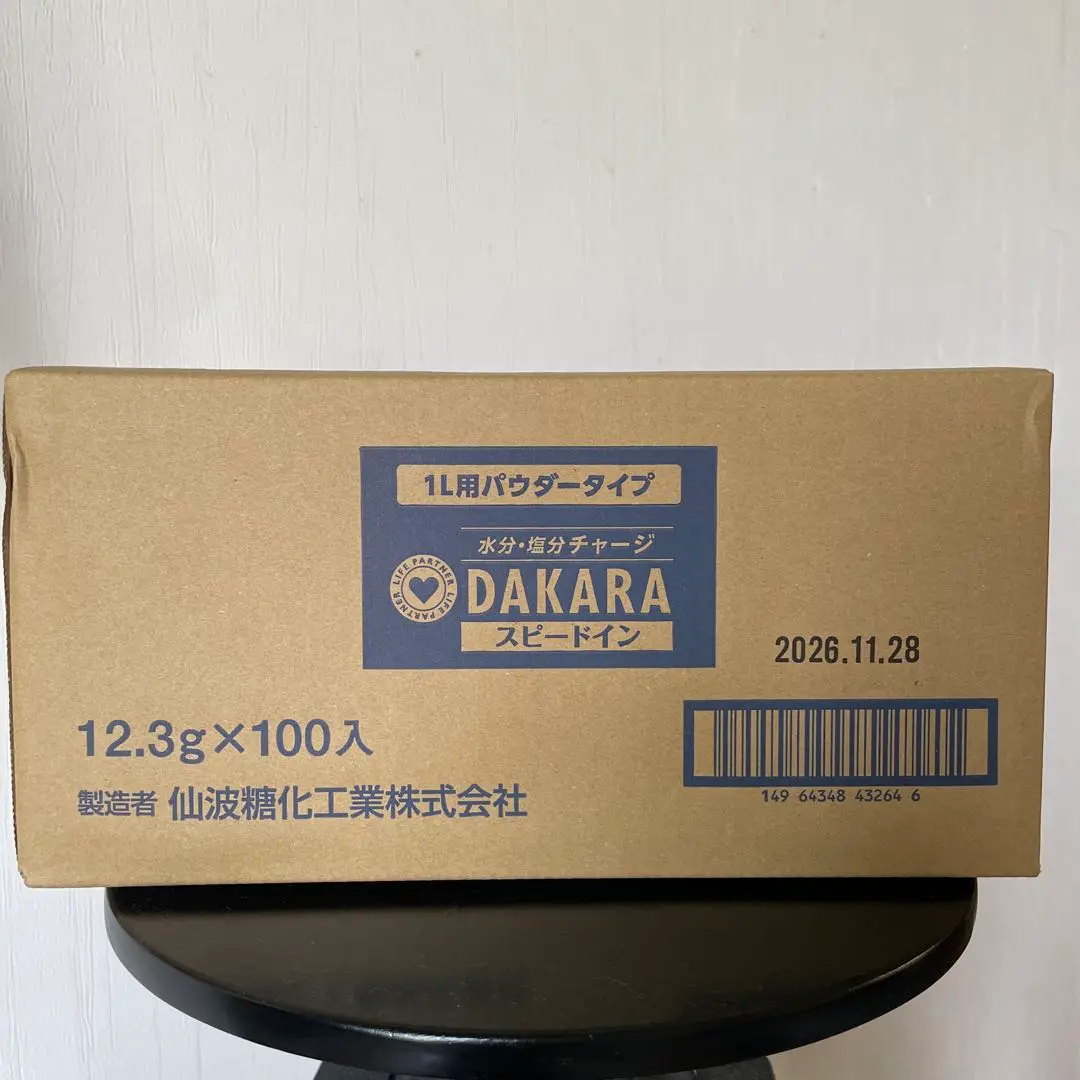 1L用パウダータイプ
水分・塩分チャージ
LIFE PARTNER LIFE PARTNER
DAKARA
スピードイン
2026.11.28
12.3g×100入
製造者 仙波糖化工業株式会社
149 64348 43264 6